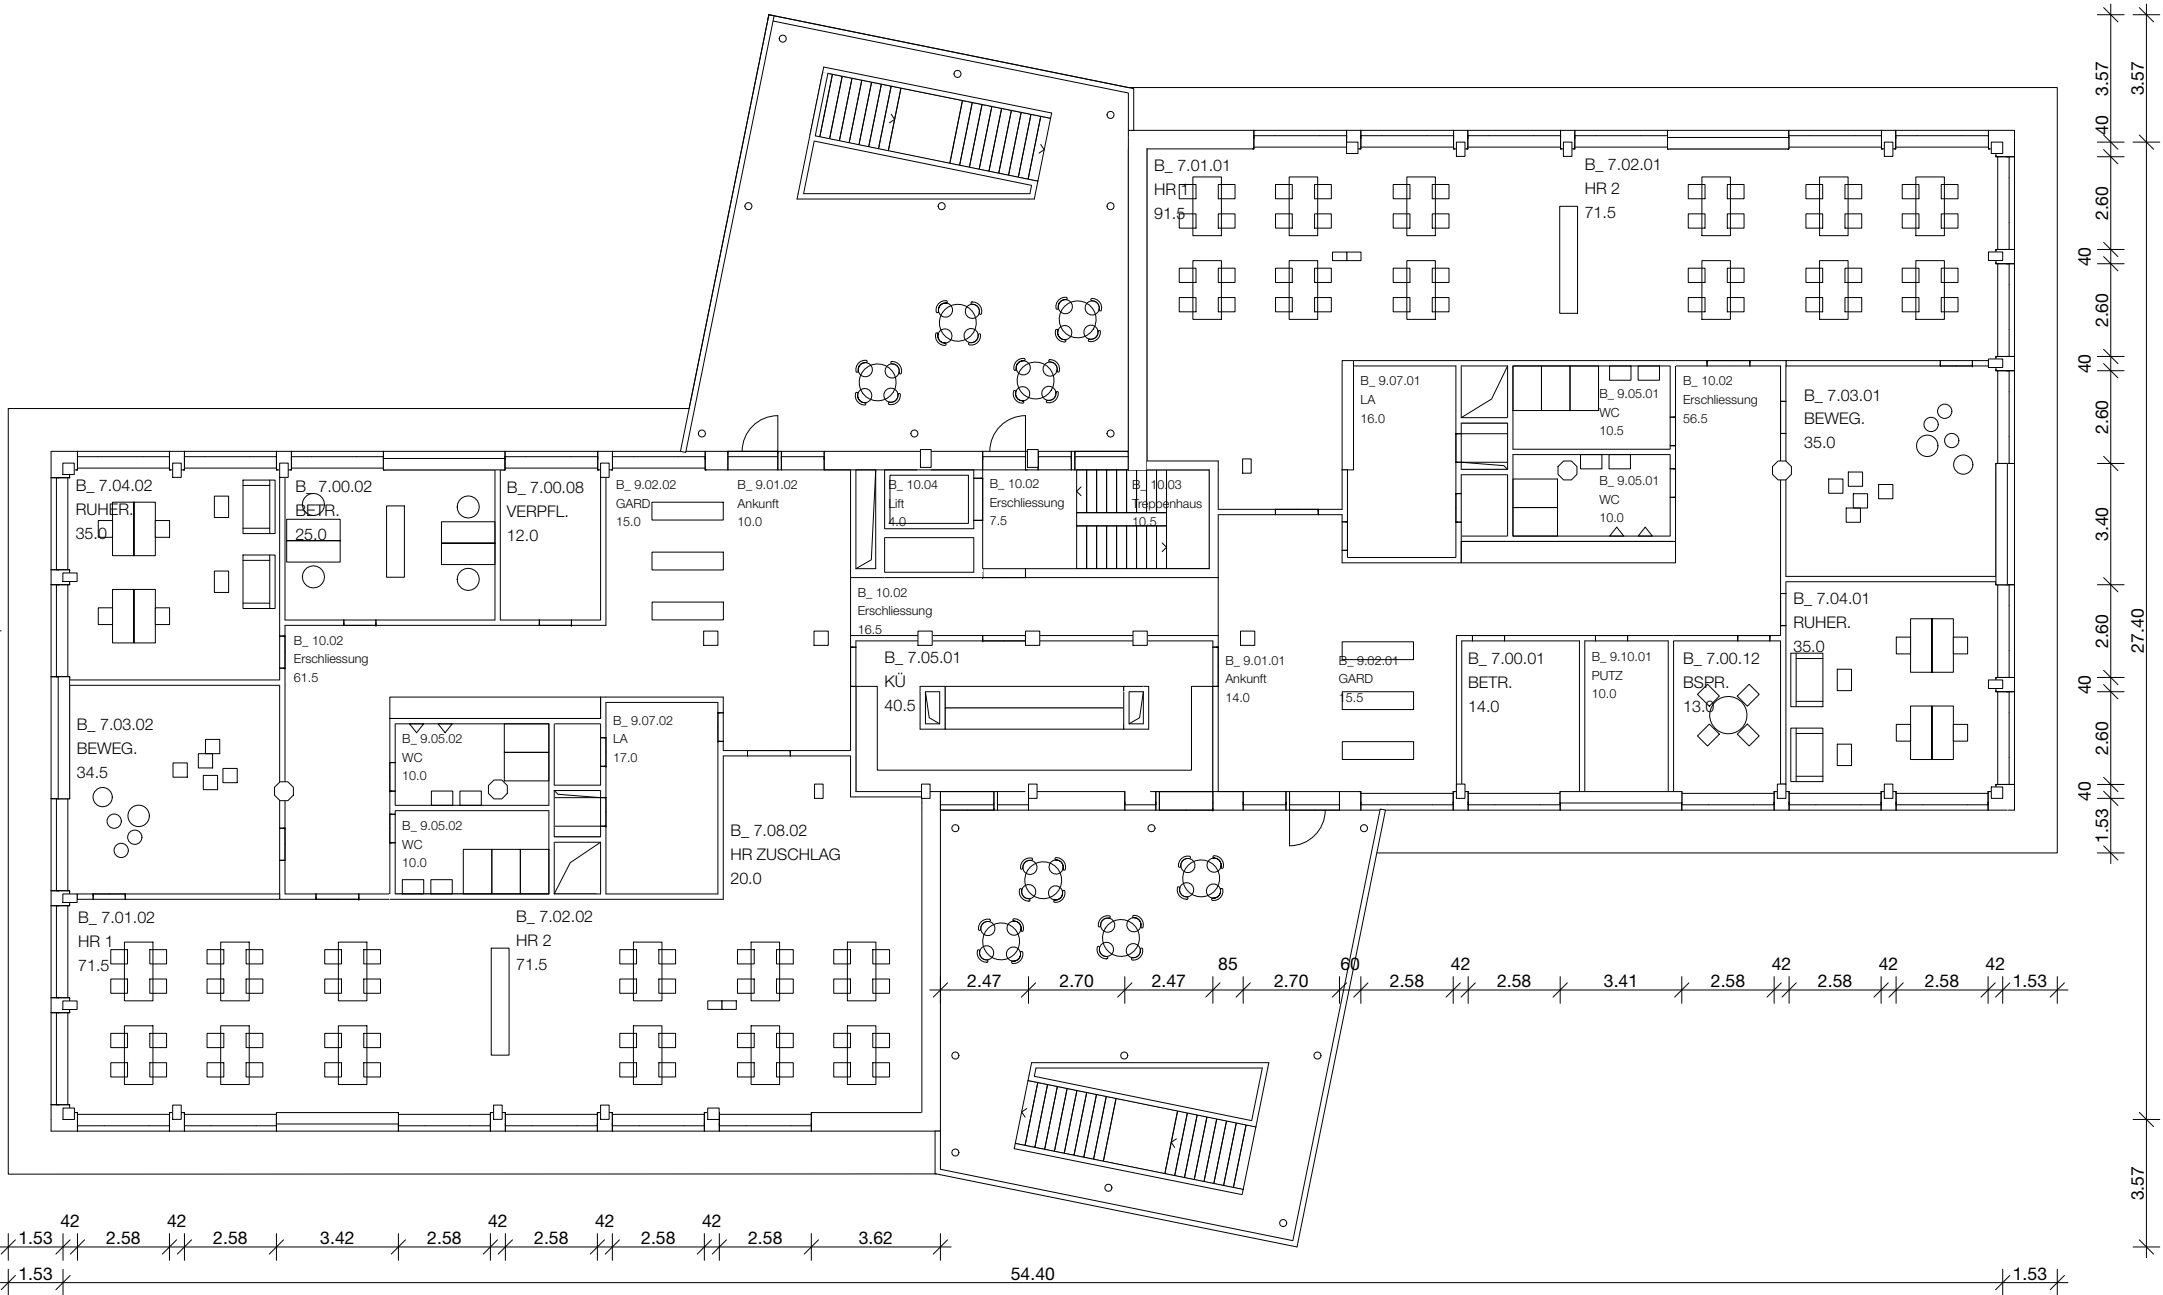 B_ 7.01.01
HR 1
91.5
B_ 7.02.01
HR 2
71.5
B_ 9.07.01
LA
16.0
B_ 9.05.01
WC
10.5
B_ 10.02
Erschliessung
56.5
B_ 7.03.01
BEWEG.
35.0
B_ 9.05.01
WC
10.0
B_ 7.04.02
RUHER.
35.0
B_ 7.00.02
BETR.
25.0
B_ 7.00.08
VERPFL.
12.0
B_ 9.02.02
GARD
15.0
B_ 9.01.02
Ankunft
10.0
B_ 10.04
Lift
4.0
B_ 10.02
Erschliessung
7.5
B_ 10.03
Treppenhaus
10.5
B_ 10.02
Erschliessung
16.5
B_ 10.02
Erschliessung
61.5
B_ 7.05.01
KÜ
40.5
B_ 9.01.01
Ankunft
14.0
B_ 9.02.01
GARD
15.5
B_ 7.00.01
BETR.
14.0
B_ 9.10.01
PUTZ
10.0
B_ 7.00.12
BSPR.
13.0
B_ 7.04.01
RUHER.
35.0
B_ 7.03.02
BEWEG.
34.5
B_ 9.05.02
WC
10.0
B_ 9.07.02
LA
17.0
B_ 9.05.02
WC
10.0
B_ 7.08.02
HR ZUSCHLAG
20.0
B_ 7.01.02
HR 1
71.5
B_ 7.02.02
HR 2
71.5
3.57
40
2.60
40
2.60
40
2.60
3.40
2.60
40
2.60
40
1.53
3.57
27.40
3.57
85 60 42 42 42 42
2.47 2.70 2.47 2.70 2.58 2.58 3.41 2.58 2.58 2.58 1.53
42 42 42 42 42
1.53 2.58 2.58 3.42 2.58 2.58 2.58 2.58 3.62
1.53 54.40 1.53